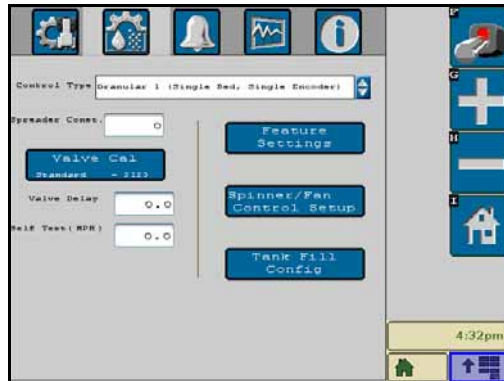 F
G
Control Type
Granular 1 (Single Bed, Single Encoder)
Spreader Const.
0
Feature
Settings
H
Valve Cal
Standard - 2123
Valve Delay
0.0
Spinner/Fan
Control Setup
I
Self Test(MPH)
0.0
Tank Fill
Config
4:32pm